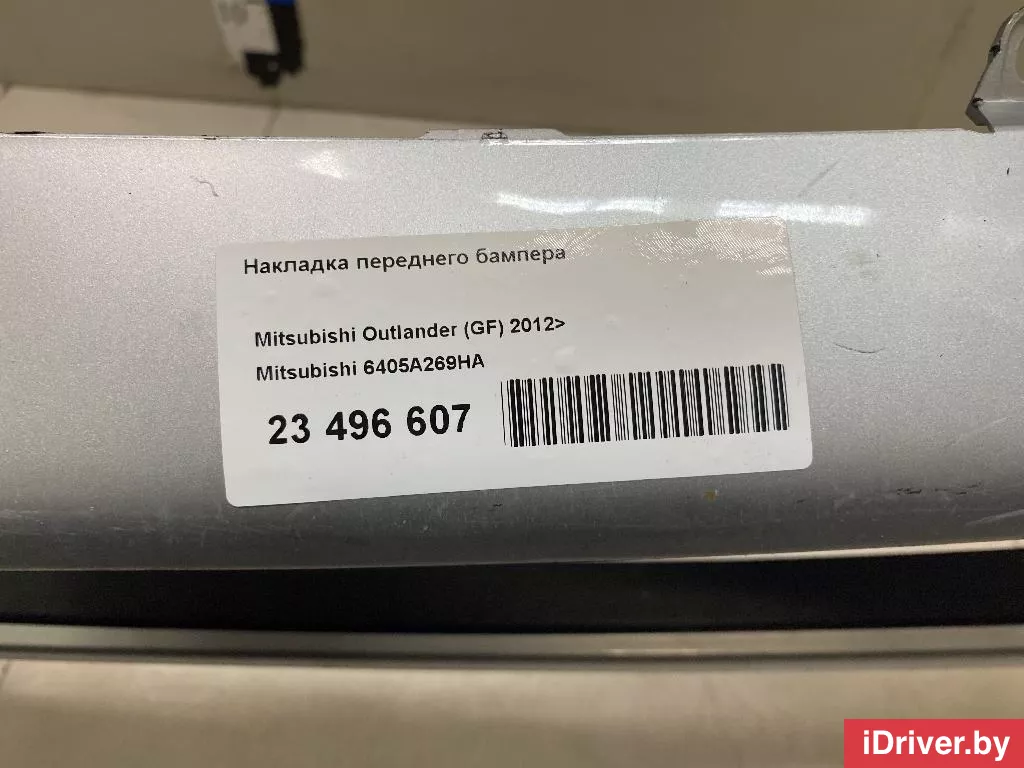 Накладка переднего бампера
Mitsubishi Outlander (GF) 2012>
Mitsubishi 6405A269HA
23 496 607
iDriver.by